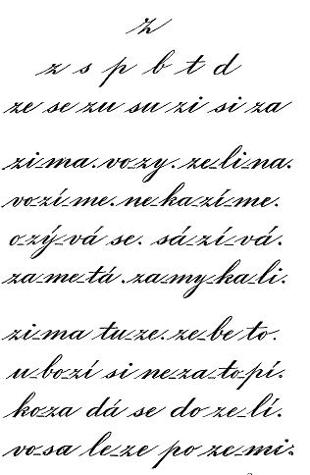 z
z s p b t d
ze se zu su zi si za
zi-ma. vo-zy. ze-li-na.
vo-zí-me. ne-ka-zí-me.
o-zý-vá se. sá-zí-vá.
za-me-tá. za-my-ka-li.
zi-ma tu-ze. ze-be to.
u-bo-zí si ne-za-to-pí.
ko-za dá se do ze-lí.
vo-sa le-ze po ze-mi.